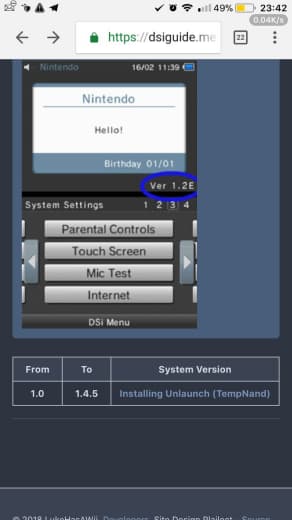 49% 23:42
0.04K/s
https://dsiguide.me
22
Nintendo 16/02 11:39
Nintendo
Hello!
Birthday 01/01
Ver 1.2E
System Settings 1 2 3 4
Parental Controls
Touch Screen
Mic Test
Internet
DSi Menu
From To System Version
1.0 1.4.5 Installing Unlaunch (TempNand)
© 2018 LukeHasAWii, Developers. Site Design Plailect - Source